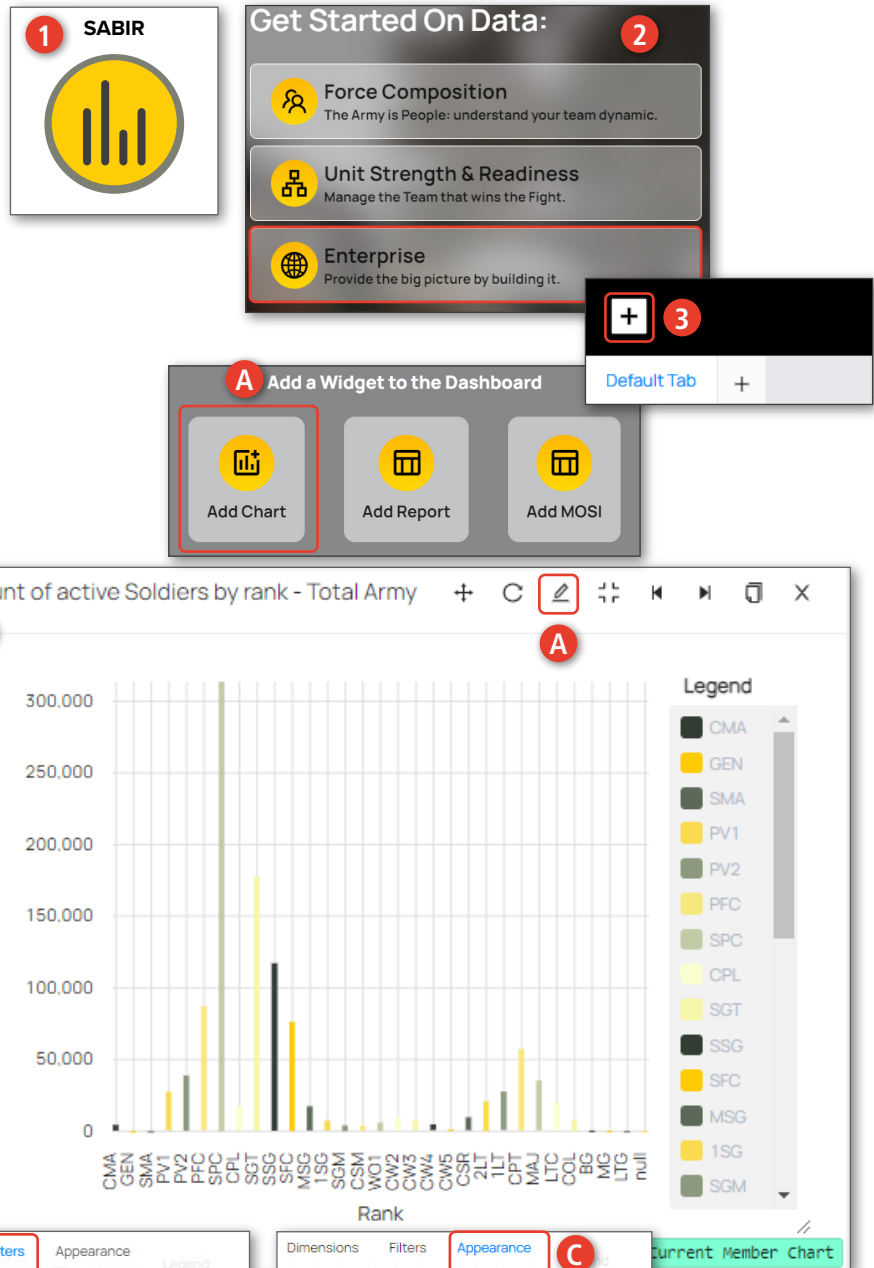 1
SABIR
Get Started On Data:
2
Force Composition
The Army is People: understand your team dynamic.
Unit Strength & Readiness
Manage the Team that wins the Fight.
Enterprise
Provide the big picture by building it.
+
3
Default Tab
+
A
Add a Widget to the Dashboard
Add Chart
Add Report
Add MOSI
of active Soldiers by rank - Total Army
A
300,000
250,000
200,000
150,000
100,000
50,000
0
CMA
GEN
SMA
PV1
PV2
PFC
SPC
CPL
SGT
SSG
SFC
MSG
1SG
SGM
CSM
WO1
CW2
CW3
CW4
CW5
CSR
2LT
1LT
CPT
MAJ
LTC
COL
BG
MG
LTG
null
Rank
Legend
CMA
GEN
SMA
PV1
PV2
PFC
SPC
CPL
SGT
SSG
SFC
MSG
1SG
SGM
Appearance
Legend
Dimensions
Filters
Appearance
C
Current Member Chart